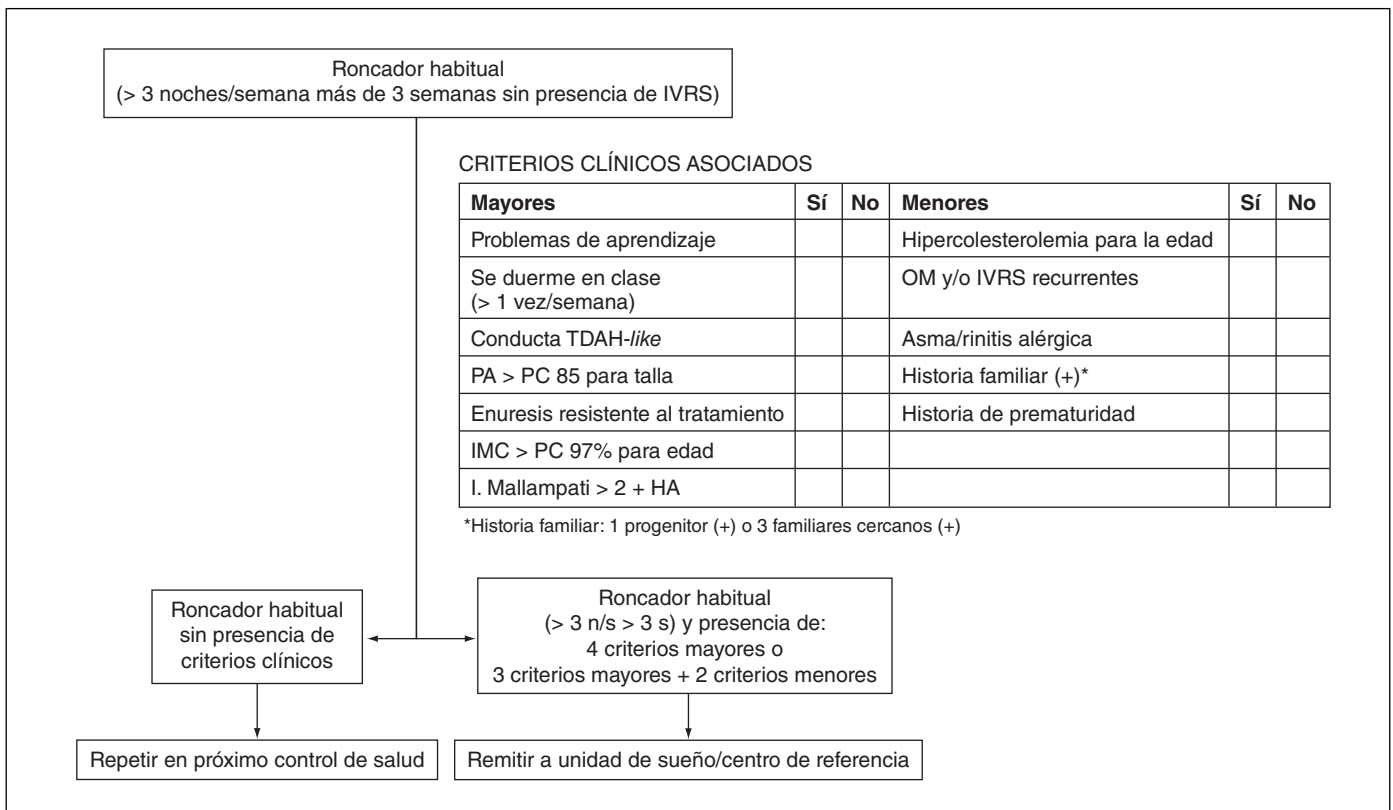 Roncador habitual
(> 3 noches/semana más de 3 semanas sin presencia de IVRS)
CRITERIOS CLÍNICOS ASOCIADOS
Mayores Sí No Menores Sí No
Problemas de aprendizaje Hipercolesterolemia para la edad
Se duerme en clase
(> 1 vez/semana) OM y/o IVRS recurrentes
Conducta TDAH-like Asma/rinitis alérgica
PA > PC 85 para talla Historia familiar (+)*
Enuresis resistente al tratamiento Historia de prematuridad
IMC > PC 97% para edad
I. Mallampati > 2 + HA
*Historia familiar: 1 progenitor (+) o 3 familiares cercanos (+)
Roncador habitual
sin presencia de
criterios clínicos
Roncador habitual
(> 3 n/s > 3 s) y presencia de:
4 criterios mayores o
3 criterios mayores + 2 criterios menores
Repetir en próximo control de salud
Remitir a unidad de sueño/centro de referencia